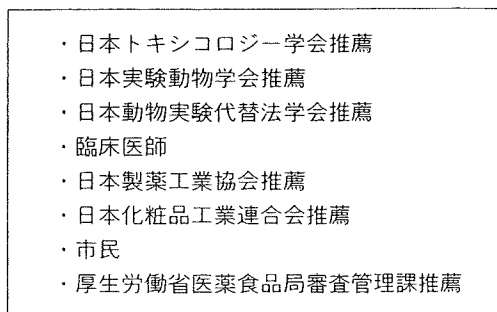 ・日本トキシコロジー学会推薦
・日本実験動物学会推薦
・日本動物実験代替法学会推薦
・臨床医師
・日本製薬工業協会推薦
・日本化粧品工業連合会推薦
・市民
・厚生労働省医薬食品局審査管理課推薦